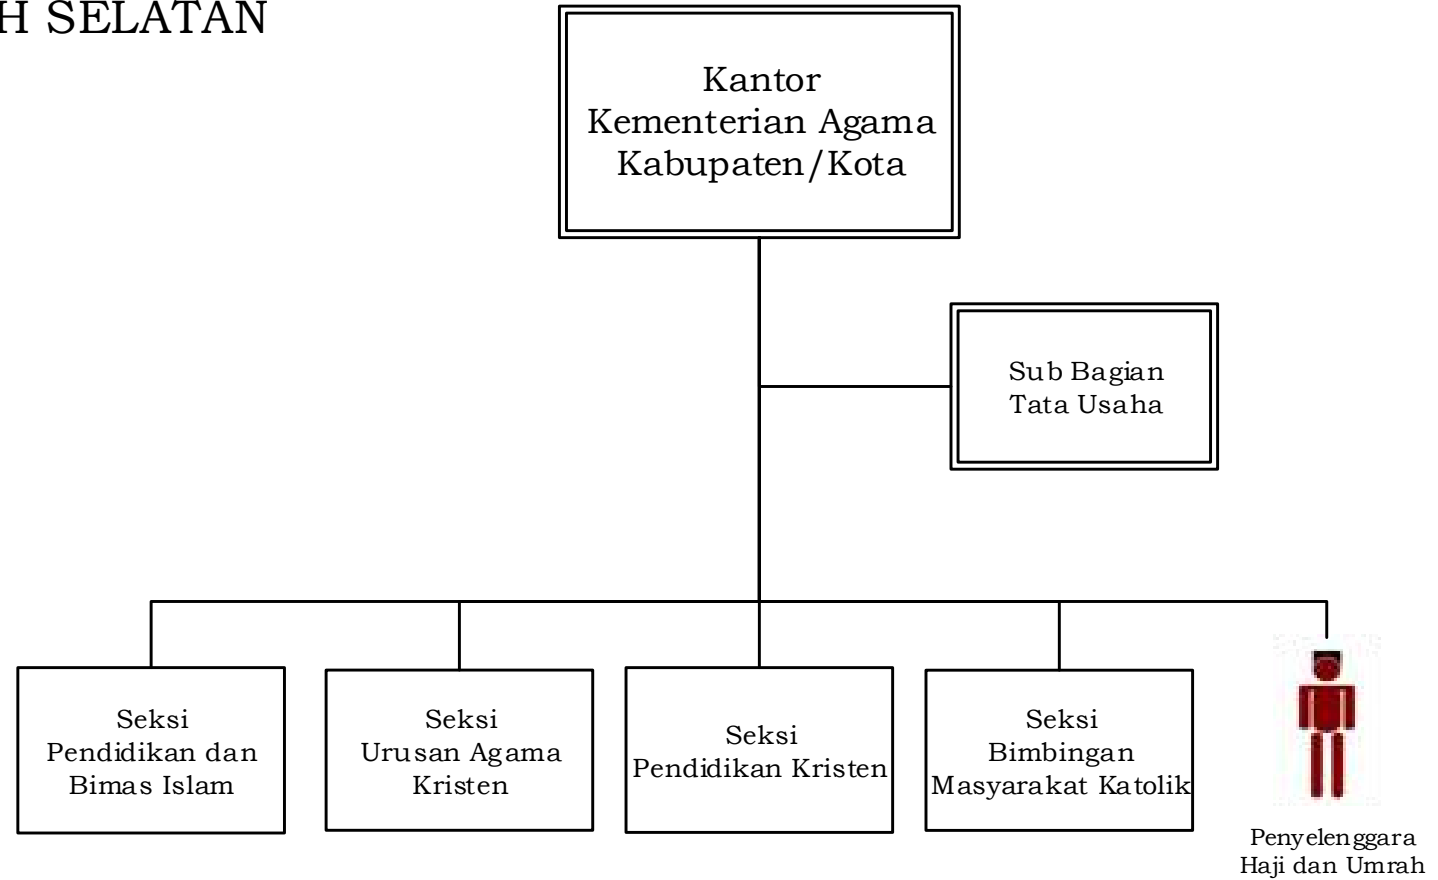 H SELATAN
Kantor
Kementerian Agama
Kabupaten/Kota
Sub Bagian
Tata Usaha
Seksi
Pendidikan dan
Bimas Islam
Seksi
Urusan Agama
Kristen
Seksi
Pendidikan Kristen
Seksi
Bimbingan
Masyarakat Katolik
Penyelenggara
Haji dan Umrah